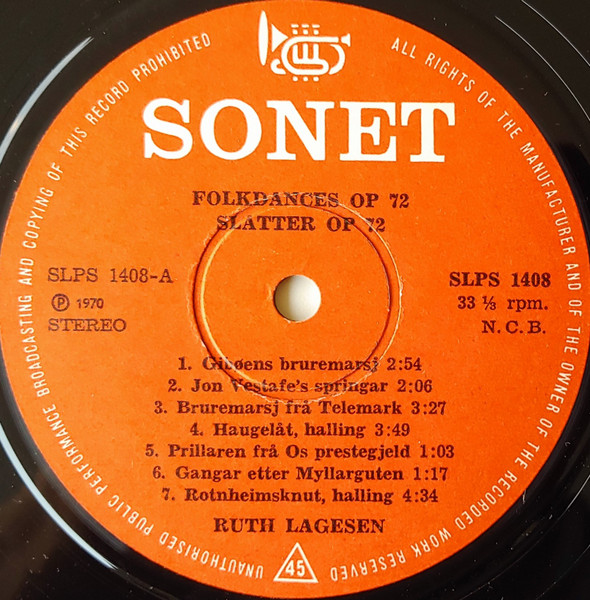 UNAUTHORISED PUBLIC PERFORMANCE BROADCASTING AND COPYING OF THIS RECORD PROHIBITED
ALL RIGHTS OF THE MANUFACTURER AND OF THE OWNER OF THE RECORDED WORK RESERVED
SONET
FOLKDANCES OP 72
SLATTER OP 72
SLPS 1408-A
Ⓟ 1970
STEREO
SLPS 1408
33 ⅓ rpm.
N.C.B.
1. Gibøens bruremarsj 2:54
2. Jon Vestafe's springar 2:06
3. Bruremarsj frå Telemark 3:27
4. Haugelåt, halling 3:49
5. Prillaren frå Os prestegjeld 1:03
6. Gangar etter Myllarguten 1:17
7. Rotnheimsknut, halling 4:34
RUTH LAGESEN
45